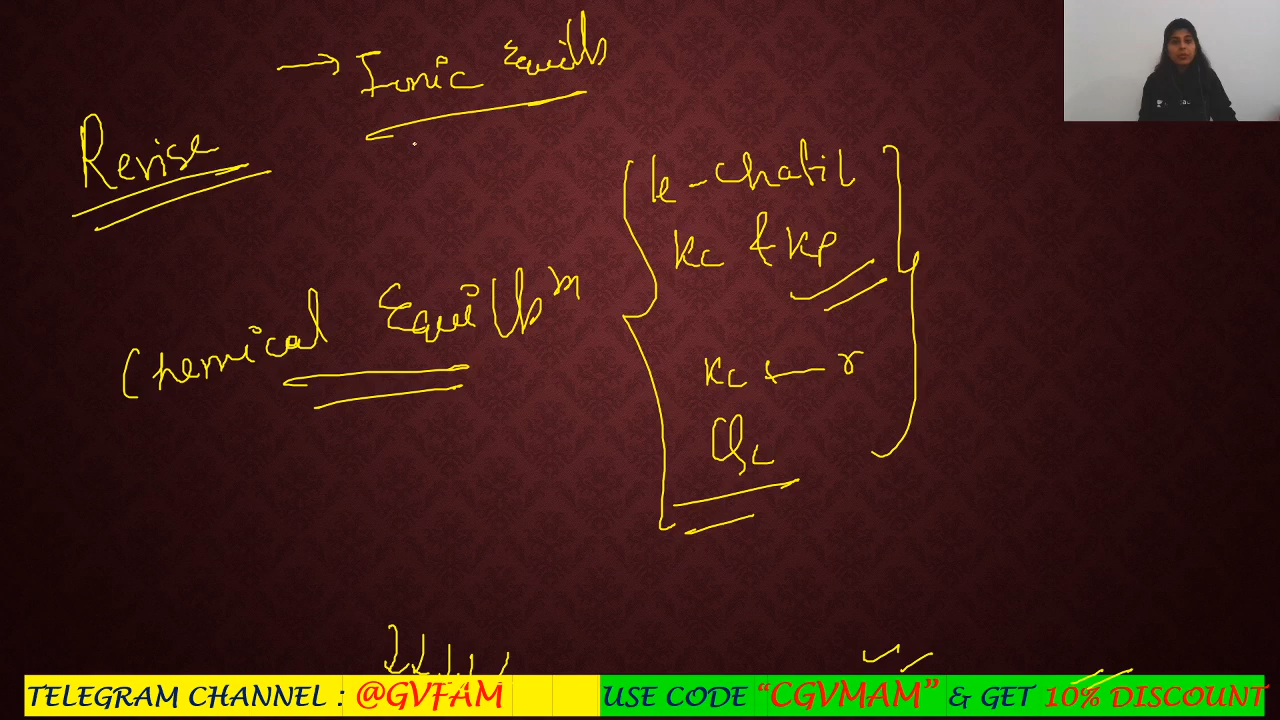 → Ionic Equilb
Revise
k-Chatil
Kc & Kp
Chemical Equilbm
Kc ← r
Qc
TELEGRAM CHANNEL : @GVFAM
USE CODE “CGVMAM” & GET 10% DISCOUNT